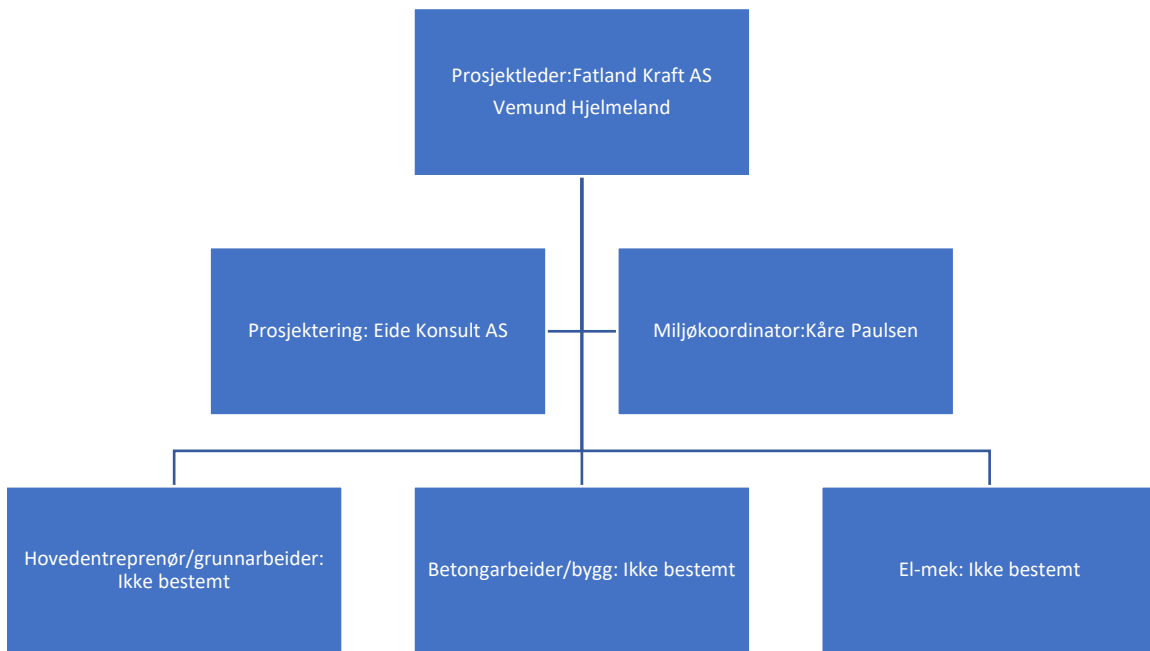 Prosjektleder:Fatland Kraft AS
Vemund Hjelmeland
Prosjektering: Eide Konsult AS
Miljøkoordinator:Kåre Paulsen
Hovedentreprenør/grunnarbeider:
Ikke bestemt
Betongarbeider/bygg: Ikke bestemt
El-mek: Ikke bestemt